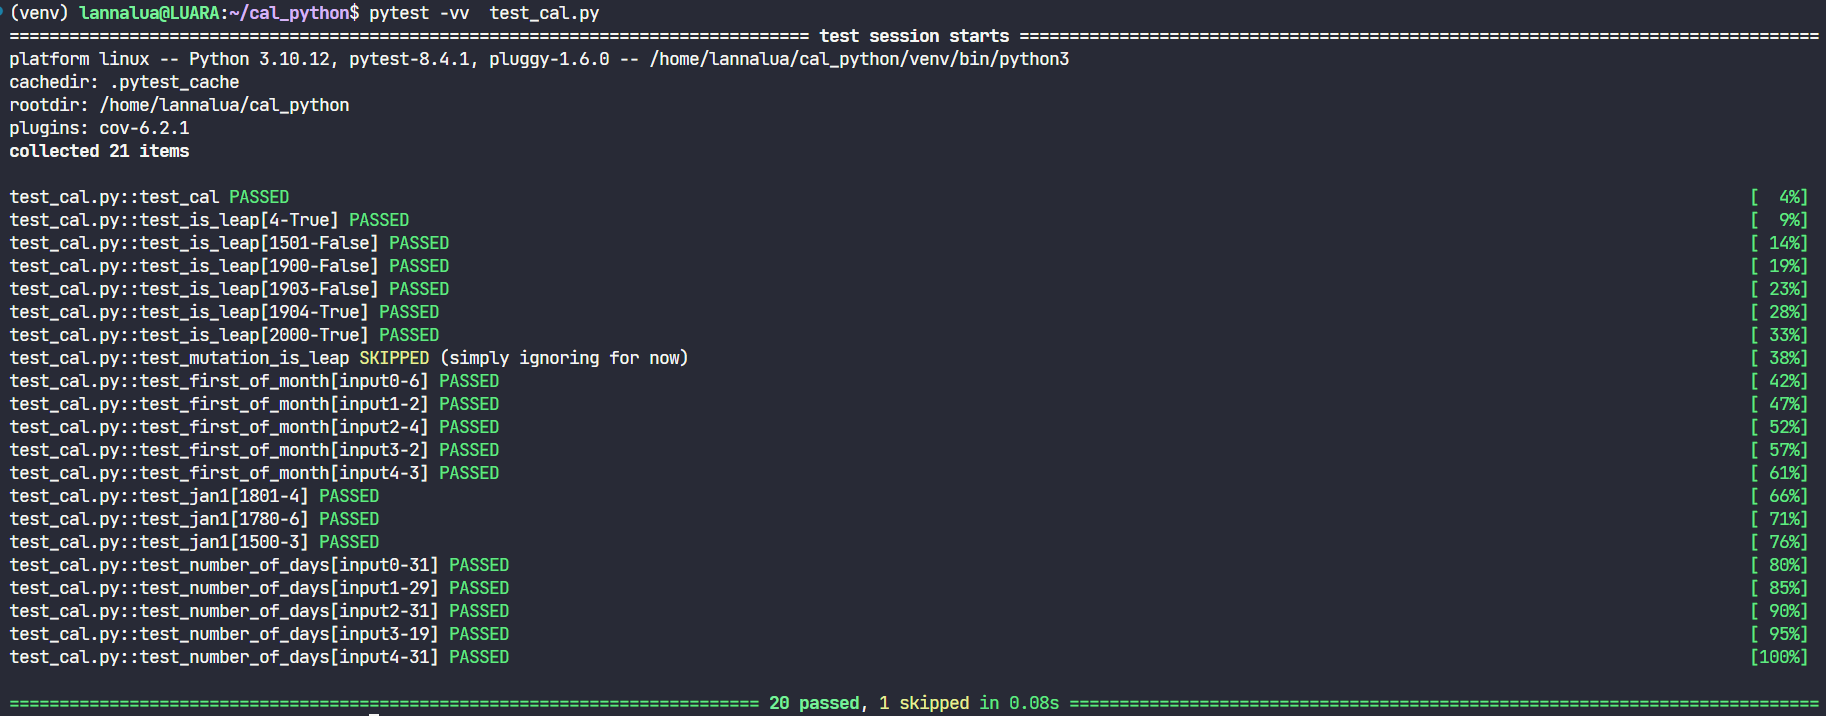 (venv) lannalua@LUARA:~/cal_python$ pytest -vv  test_cal.py
================================================================================ test session starts ================================================================================
platform linux -- Python 3.10.12, pytest-8.4.1, pluggy-1.6.0 -- /home/lannalua/cal_python/venv/bin/python3
cachedir: .pytest_cache
rootdir: /home/lannalua/cal_python
plugins: cov-6.2.1
collected 21 items
test_cal.py::test_cal PASSED [  4%]
test_cal.py::test_is_leap[4-True] PASSED [  9%]
test_cal.py::test_is_leap[1501-False] PASSED [ 14%]
test_cal.py::test_is_leap[1900-False] PASSED [ 19%]
test_cal.py::test_is_leap[1903-False] PASSED [ 23%]
test_cal.py::test_is_leap[1904-True] PASSED [ 28%]
test_cal.py::test_is_leap[2000-True] PASSED [ 33%]
test_cal.py::test_mutation_is_leap SKIPPED (simply ignoring for now) [ 38%]
test_cal.py::test_first_of_month[input0-6] PASSED [ 42%]
test_cal.py::test_first_of_month[input1-2] PASSED [ 47%]
test_cal.py::test_first_of_month[input2-4] PASSED [ 52%]
test_cal.py::test_first_of_month[input3-2] PASSED [ 57%]
test_cal.py::test_first_of_month[input4-3] PASSED [ 61%]
test_cal.py::test_jan1[1801-4] PASSED [ 66%]
test_cal.py::test_jan1[1780-6] PASSED [ 71%]
test_cal.py::test_jan1[1500-3] PASSED [ 76%]
test_cal.py::test_number_of_days[input0-31] PASSED [ 80%]
test_cal.py::test_number_of_days[input1-29] PASSED [ 85%]
test_cal.py::test_number_of_days[input2-31] PASSED [ 90%]
test_cal.py::test_number_of_days[input3-19] PASSED [ 95%]
test_cal.py::test_number_of_days[input4-31] PASSED [100%]
=========================================================================== 20 passed, 1 skipped in 0.08s ===========================================================================